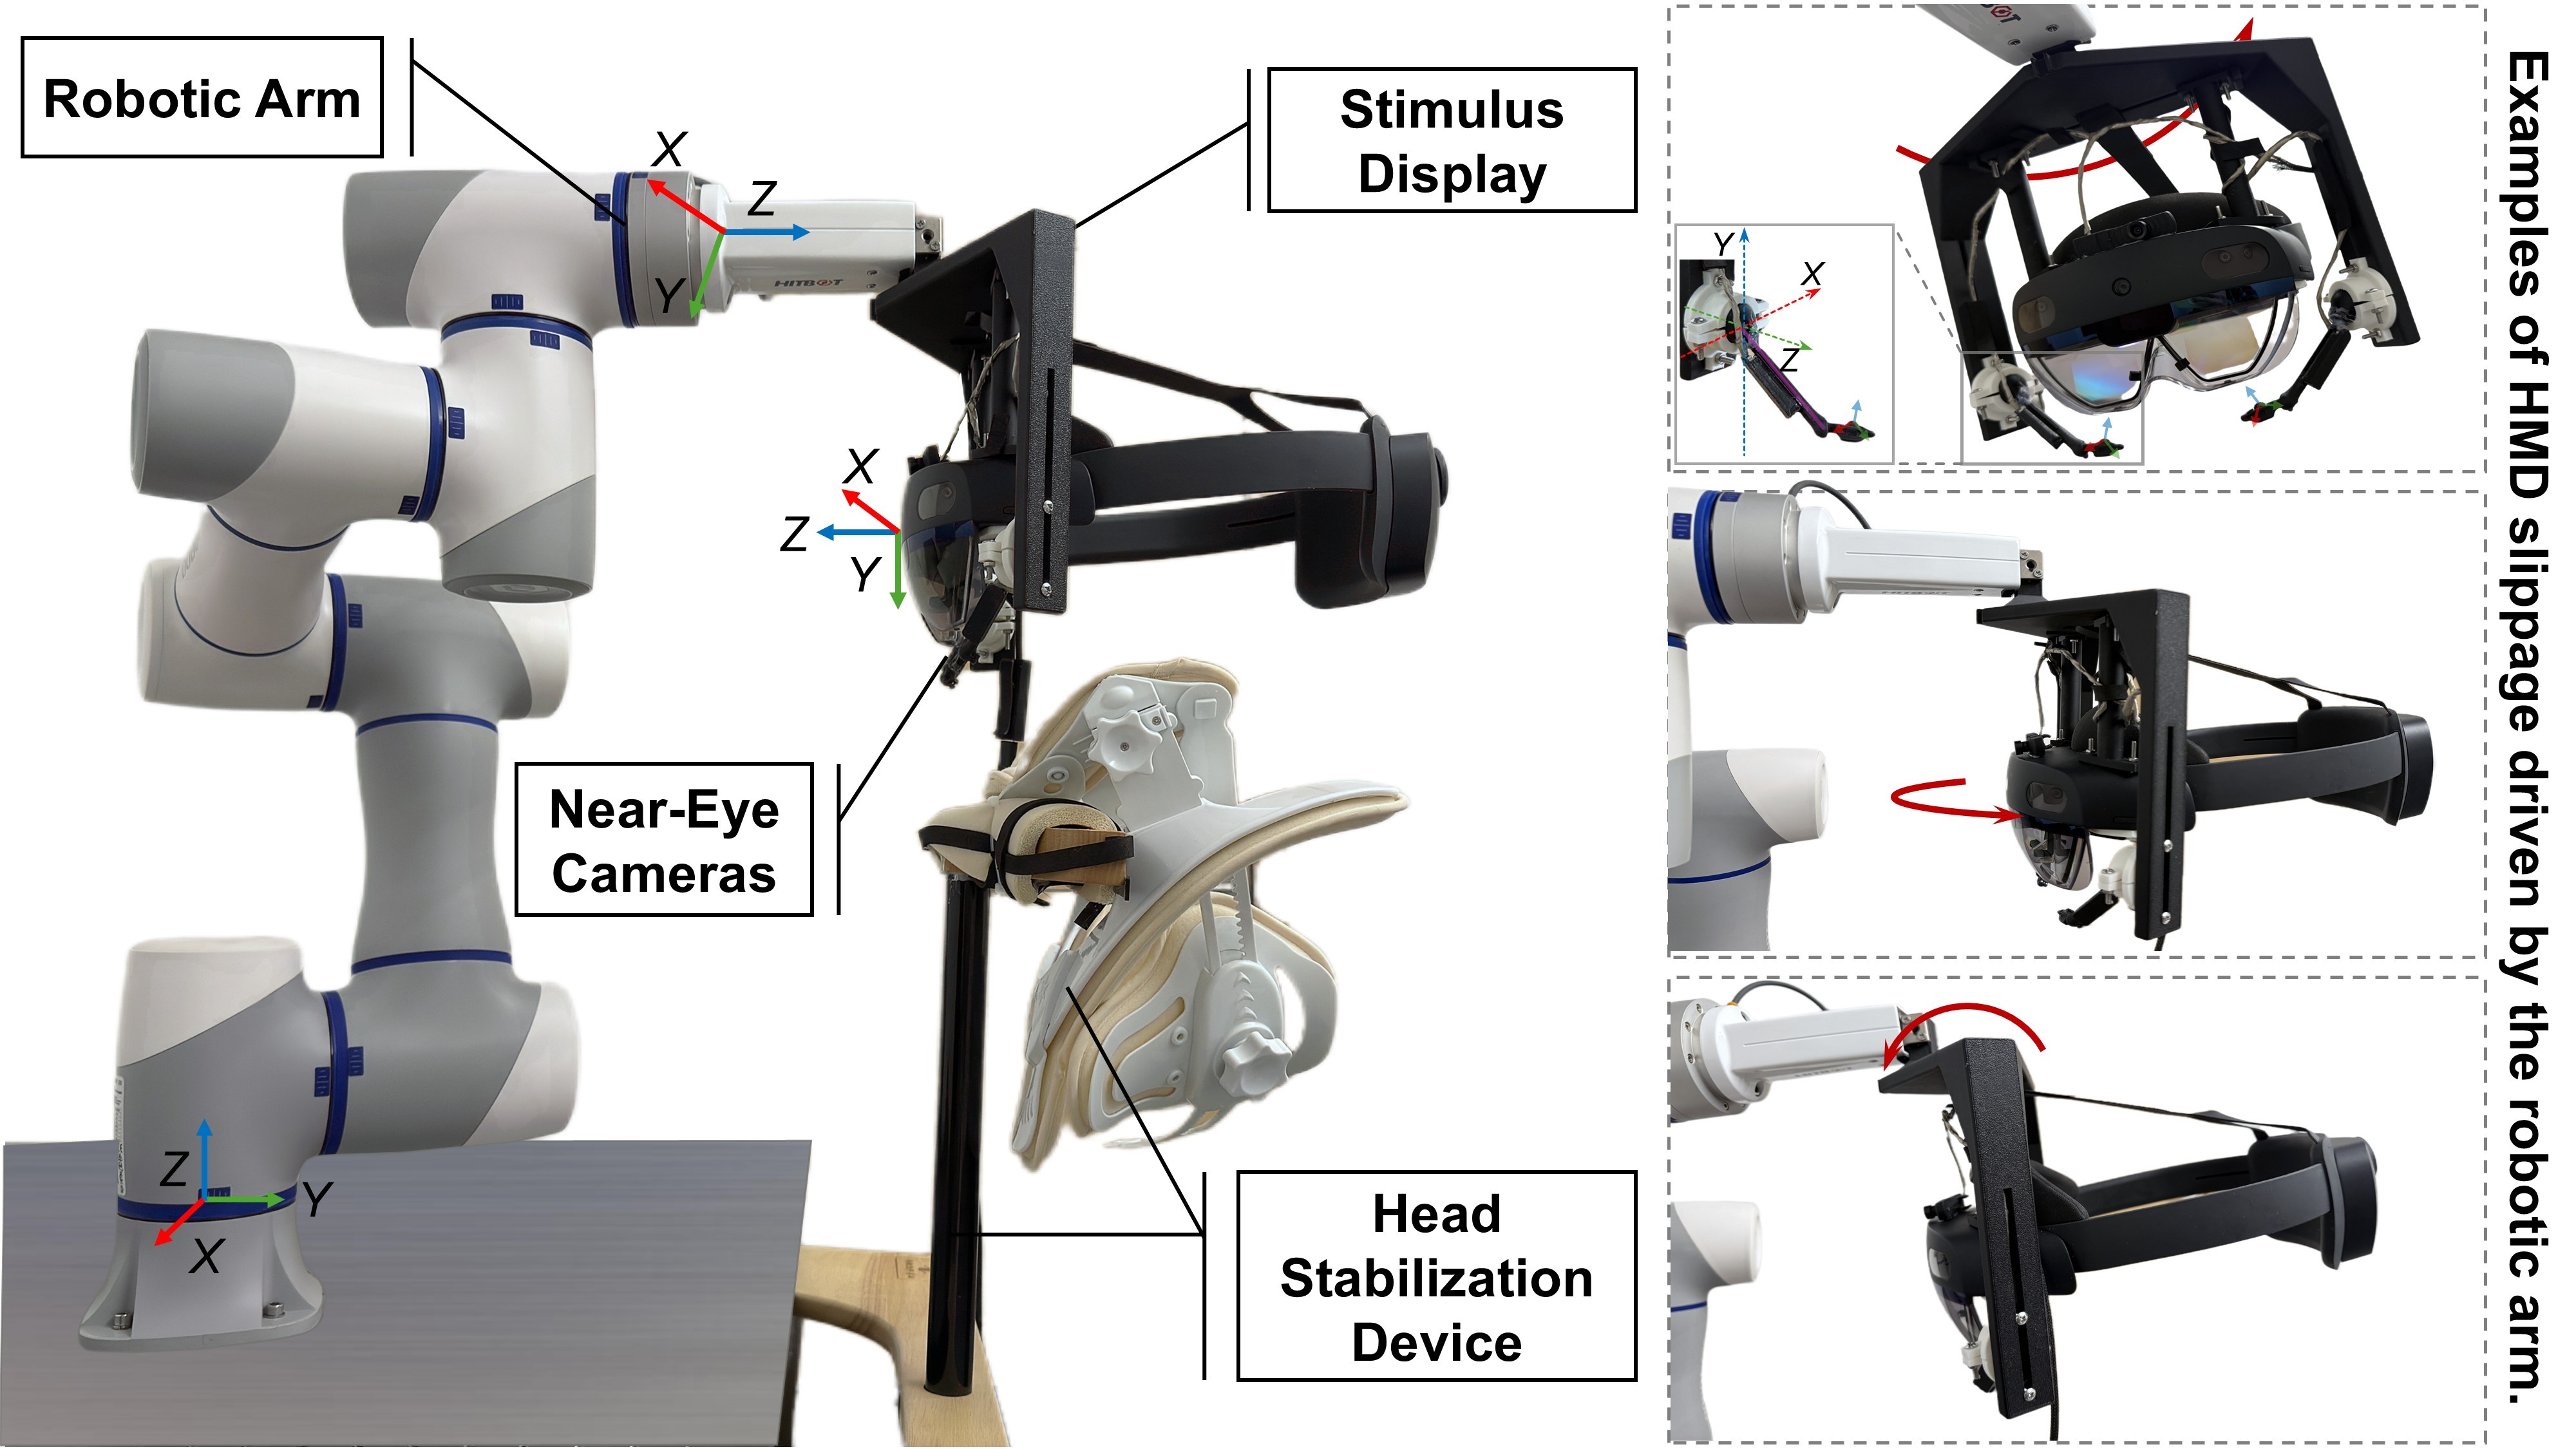 Robotic Arm
Stimulus
Display
X
Z
Y
HITBOT
X
Z
Y
Near-Eye
Cameras
Z
Y
X
Head
Stabilization
Device
Y
X
Z
Examples of HMD slippage driven by the robotic arm.